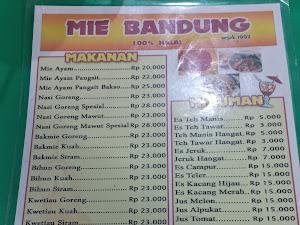 MIE BANDUNG
100% HALAL
sejak 1992
MAKANAN
Mie Ayam Rp 20.000
Mie Ayam Pangsit Rp 22.000
Mie Ayam Pangsit Bakso Rp 25.000
Nasi Goreng Rp 23.000
Nasi Goreng Spesial Rp 28.000
Nasi Goreng Mawut Rp 23.000
Nasi Goreng Mawut Spesial Rp 28.000
Bakmie Goreng Rp 23.000
Bakmie Kuah Rp 23.000
Bakmie Siram Rp 23.000
Bihun Goreng Rp 23.000
Bihun Kuah Rp 23.000
Bihun Siram Rp 23.000
Kwetiau Goreng Rp 23.000
Kwetiau Kuah Rp 23.000
Kwetiau Siram Rp 23.000
MINUMAN
Es Teh Manis Rp 5.000
Es Teh Tawar Rp 3.000
Teh Manis Hangat Rp 5.000
Teh Tawar Hangat Rp 3.000
Es Jeruk Rp 7.000
Jeruk Hangat Rp 7.000
Es Campur Rp 15.000
Es Teler Rp 15.000
Es Kacang Hijau Rp 15.000
Es Kacang Merah Rp 15.000
Jus Melon Rp 15.000
Jus Alpukat Rp 15.000
Jus Tomat Rp 15.000